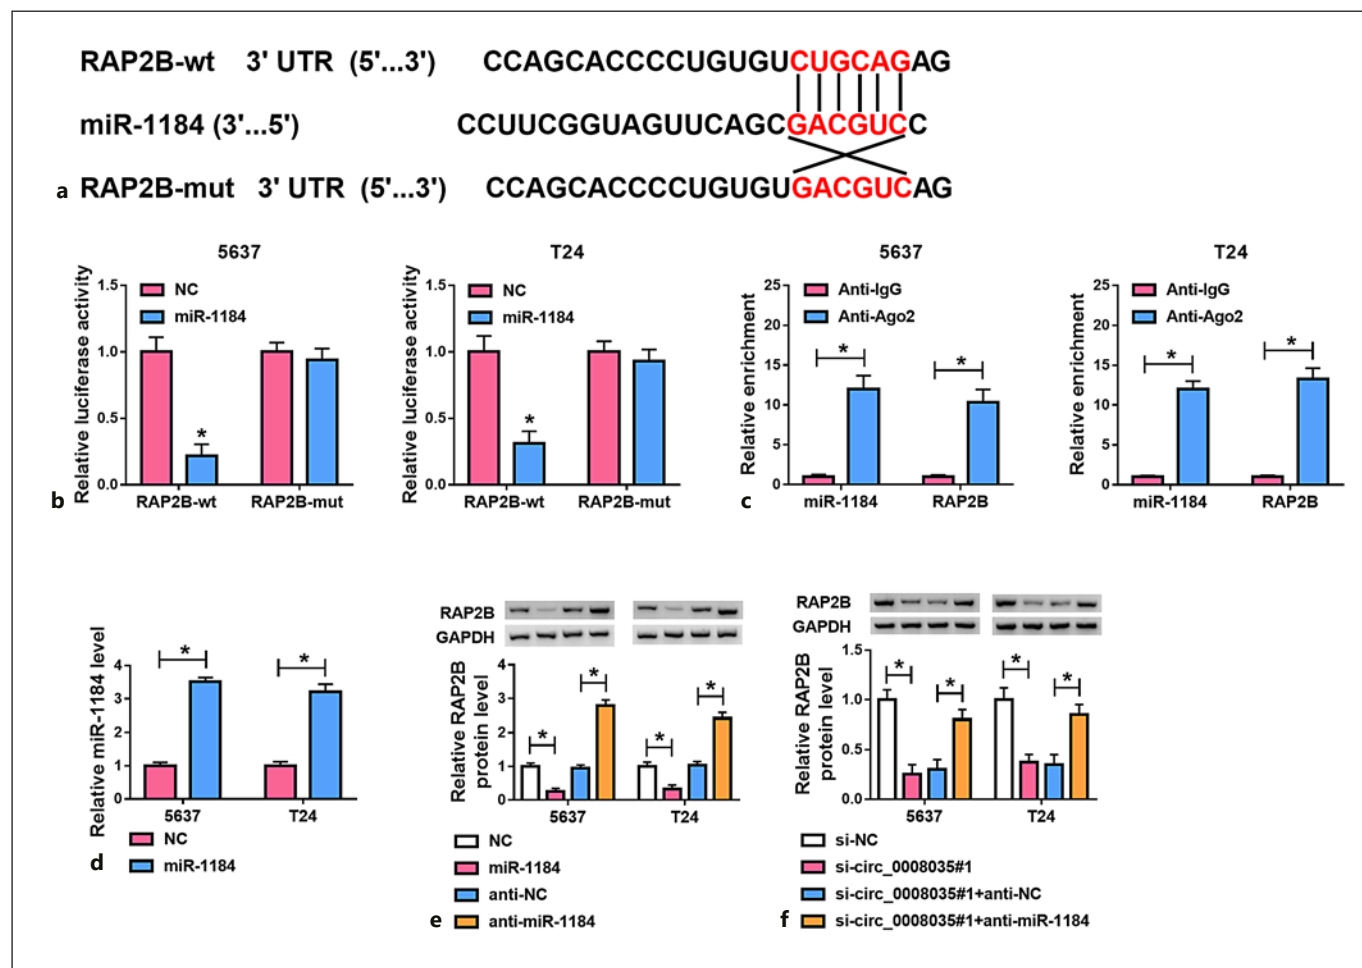 RAP2B-wt 3' UTR (5'...3') CCAGCACCCCUGUGUCUGCAGAG
miR-1184 (3'...5') CCUUCGGUAGUUCAGCGACGUCC
a RAP2B-mut 3' UTR (5'...3') CCAGCACCCCUGUGUGACGUCAG
5637
Relative luciferase activity
1.5
1.0
0.5
0.0
NC
miR-1184
*
RAP2B-wt RAP2B-mut
b
T24
Relative luciferase activity
1.5
1.0
0.5
0.0
NC
miR-1184
*
RAP2B-wt RAP2B-mut
5637
Relative enrichment
25
20
15
10
5
0
Anti-IgG
Anti-Ago2
* *
miR-1184 RAP2B
c
T24
Relative enrichment
25
20
15
10
5
0
Anti-IgG
Anti-Ago2
* *
miR-1184 RAP2B
Relative miR-1184 level
4
3
2
1
0
* *
5637 T24
NC
d miR-1184
RAP2B
GAPDH
Relative RAP2B
protein level
4
3
2
1
0
* * * *
5637 T24
NC
miR-1184
anti-NC
e anti-miR-1184
RAP2B
GAPDH
Relative RAP2B
protein level
1.5
1.0
0.5
0.0
* * * *
5637 T24
si-NC
si-circ_0008035#1
si-circ_0008035#1+anti-NC
f si-circ_0008035#1+anti-miR-1184